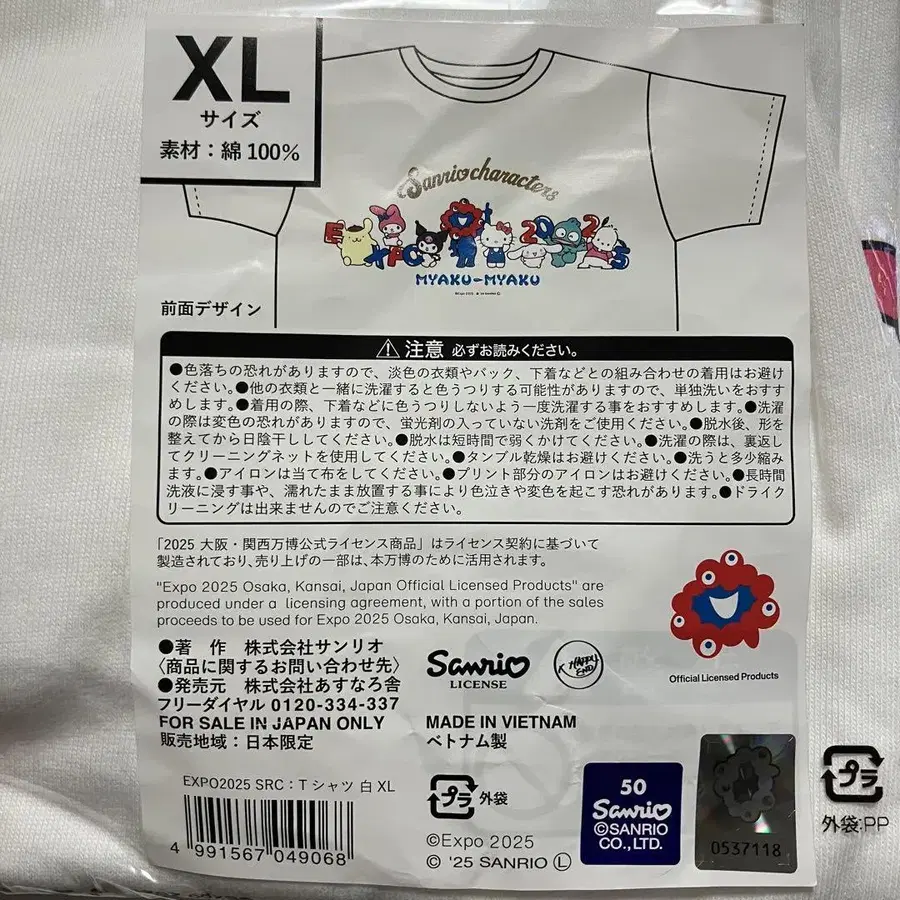 XL
サイズ
素材：綿 100%
Sanrio characters
EXPO 2025
MYAKU-MYAKU
前面デザイン
注意 必ずお読みください。
●色落ちの恐れがありますので、淡色の衣類やバック、下着などとの組み合わせの着用はお避け
ください。●他の衣類と一緒に洗濯すると色うつりする可能性がありますので、単独洗いをおすす
めします。●着用の際、下着などに色うつりしないよう一度洗濯する事をおすすめします。●洗濯
の際は変色の恐れがありますので、蛍光剤の入っていない洗剤をご使用ください。●脱水後、形を
整えてから日陰干ししてください。●脱水は短時間で弱くかけてください。●洗濯の際は、裏返し
てクリーニングネットを使用してください。●タンブル乾燥はお避けください。●洗うと多少縮み
ます。●アイロンは当て布をしてください。●プリント部分のアイロンはお避けください。●長時間
洗液に浸す事や、濡れたまま放置する事により色泣きや変色を起こす恐れがあります。●ドライク
リーニングは出来ませんのでご注意ください。
「2025 大阪・関西万博公式ライセンス商品」はライセンス契約に基づいて
製造されており、売り上げの一部は、本万博のために活用されます。
"Expo 2025 Osaka, Kansai, Japan Official Licensed Products" are
produced under a licensing agreement, with a portion of the sales
proceeds to be used for Expo 2025 Osaka, Kansai, Japan.
●著 作 株式会社サンリオ
〈商品に関するお問い合わせ先〉
●発売元 株式会社あすなろ舎
フリーダイヤル 0120-334-337
FOR SALE IN JAPAN ONLY
販売地域：日本限定
Sanrio
LICENSE
A HAPPY
END
Official Licensed Products
MADE IN VIETNAM
ベトナム製
EXPO2025 SRC：T シャツ 白 XL
4 991567 049068
プラ 外袋
©Expo 2025
© '25 SANRIO Ⓛ
50
Sanrio
©SANRIO
CO.,LTD.
0537118
プラ
外袋:PP